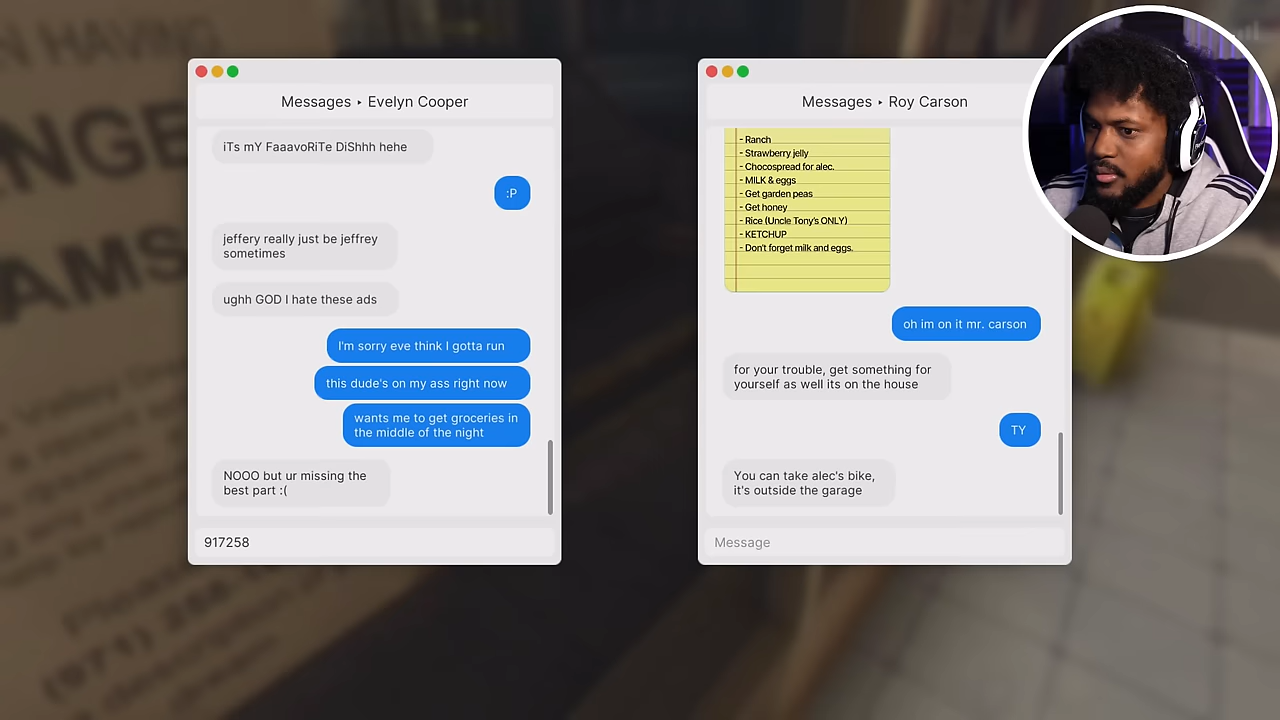 Messages ‣ Evelyn Cooper
iTs mY FaaavoRiTe DiShhh hehe
:P
jeffery really just be jeffrey
sometimes
ughh GOD I hate these ads
I'm sorry eve think I gotta run
this dude's on my ass right now
wants me to get groceries in
the middle of the night
NOOO but ur missing the
best part :(
917258
Messages ‣ Roy Carson
- Ranch
- Strawberry jelly
- Chocospread for alec.
- MILK & eggs
- Get garden peas
- Get honey
- Rice (Uncle Tony's ONLY)
- KETCHUP
- Don't forget milk and eggs.
oh im on it mr. carson
for your trouble, get something for
yourself as well its on the house
TY
You can take alec's bike,
it's outside the garage
Message
HAVING